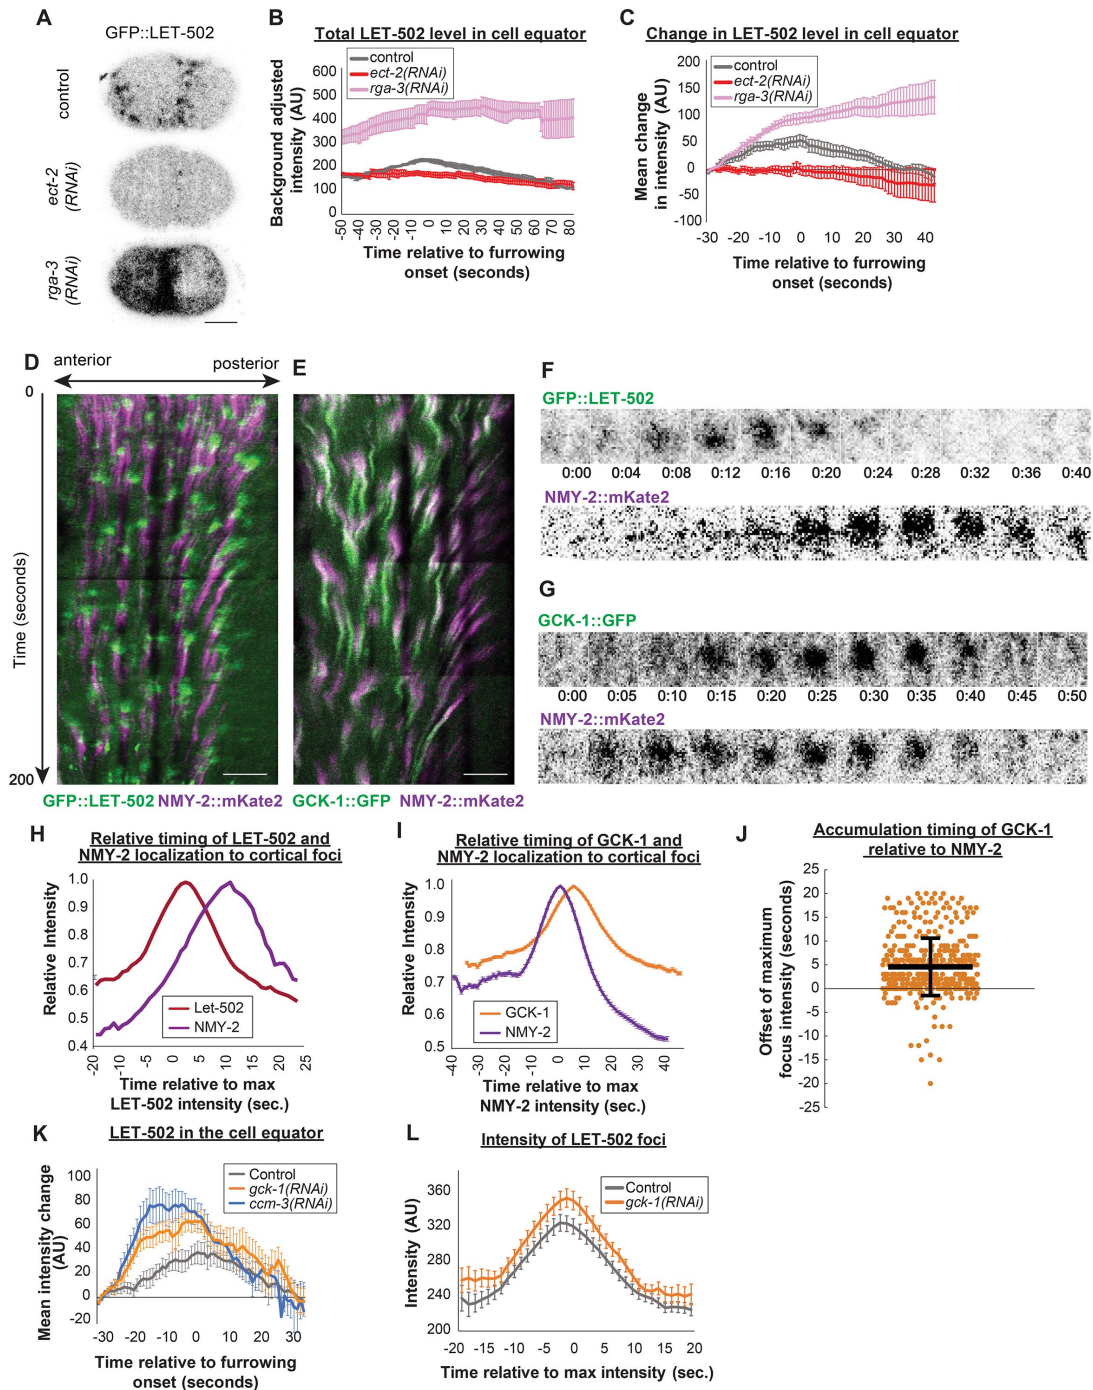 A
GFP::LET-502
control
ect-2
(RNAi)
rga-3
(RNAi)
B
Total LET-502 level in cell equator
control
ect-2(RNAi)
rga-3(RNAi)
Background adjusted
intensity (AU)
600
500
400
300
200
100
0
-50 -40 -30 -20 -10 0 10 20 30 40 50 60 70 80
Time relative to furrowing
onset (seconds)
C
Change in LET-502 level in cell equator
control
ect-2(RNAi)
rga-3(RNAi)
Mean change
in intensity (AU)
200
150
100
50
0
-50
-100
-30 -20 -10 0 10 20 30 40
Time relative to furrowing
onset (seconds)
D
anterior posterior
0
Time (seconds)
200
GFP::LET-502 NMY-2::mKate2
E
GCK-1::GFP NMY-2::mKate2
F
GFP::LET-502
0:00 0:04 0:08 0:12 0:16 0:20 0:24 0:28 0:32 0:36 0:40
NMY-2::mKate2
G
GCK-1::GFP
0:00 0:05 0:10 0:15 0:20 0:25 0:30 0:35 0:40 0:45 0:50
NMY-2::mKate2
H
Relative timing of LET-502 and
NMY-2 localization to cortical foci
Relative Intensity
1.0
0.9
0.8
0.7
0.6
0.5
0.4
Let-502
NMY-2
-20 -15 -10 -5 0 5 10 15 20 25
Time relative to max
LET-502 intensity (sec.)
I
Relative timing of GCK-1 and
NMY-2 localization to cortical foci
Relative Intensity
1.0
0.9
0.8
0.7
0.6
0.5
GCK-1
NMY-2
-40 -30 -20 -10 0 10 20 30 40
Time relative to max
NMY-2 intensity (sec.)
J
Accumulation timing of GCK-1
relative to NMY-2
Offset of maximum
focus intensity (seconds)
25
20
15
10
5
0
-5
-10
-15
-20
-25
K
LET-502 in the cell equator
Control
gck-1(RNAi)
ccm-3(RNAi)
Mean intensity change
(AU)
100
80
60
40
20
0
-20
-30 -20 -10 0 10 20 30
Time relative to furrowing
onset (seconds)
L
Intensity of LET-502 foci
Control
gck-1(RNAi)
Intensity (AU)
360
320
280
240
200
-20 -15 -10 -5 0 5 10 15 20
Time relative to max intensity (sec.)